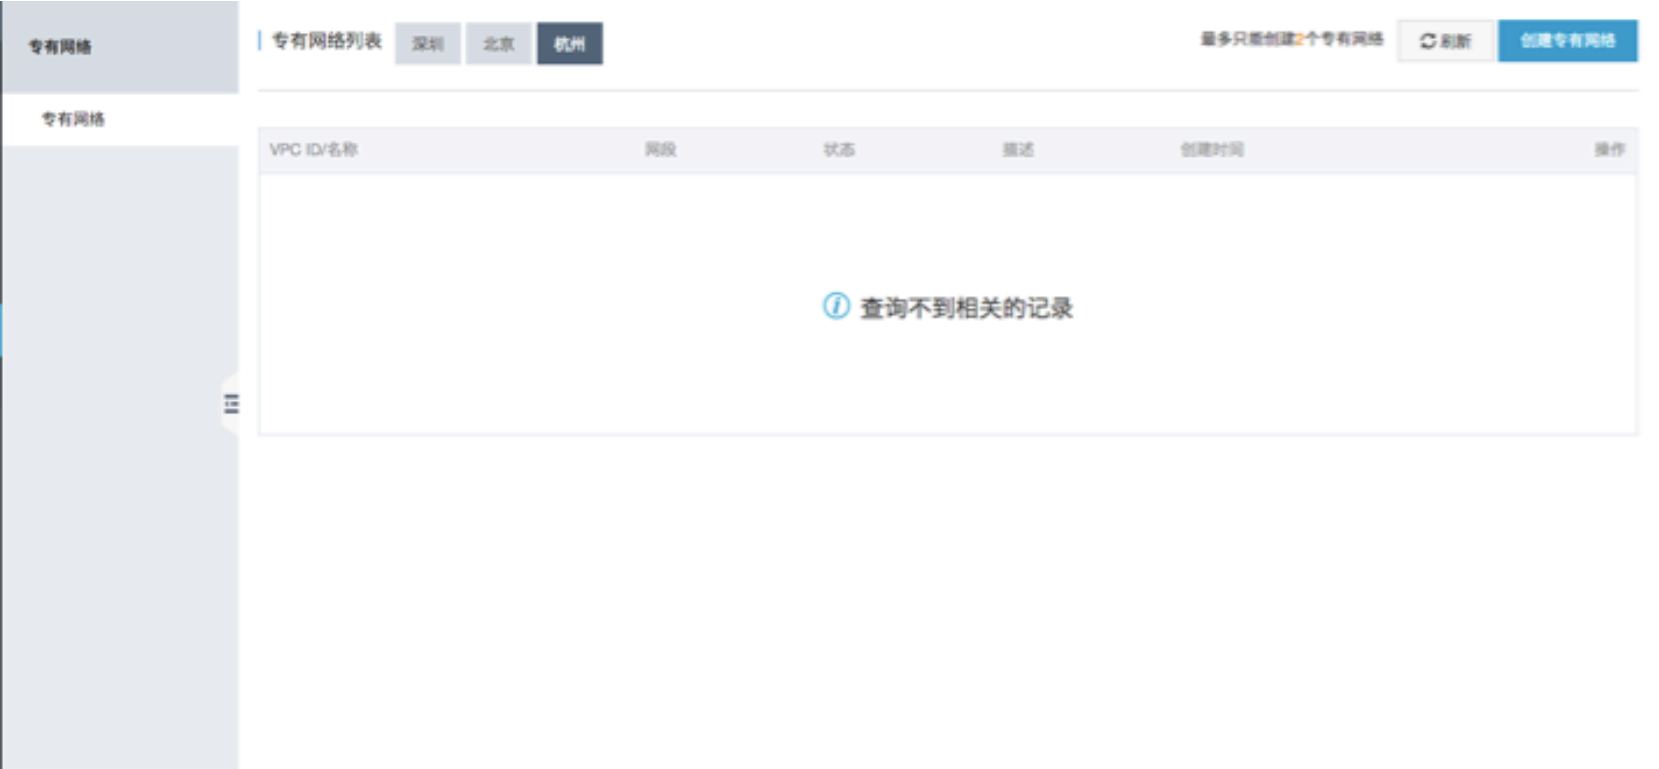 专有网络
专有网络列表 深圳 北京 杭州 最多只能创建2个专有网络 刷新 创建专有网络
专有网络
VPC ID/名称 网段 状态 描述 创建时间 操作
查询不到相关的记录